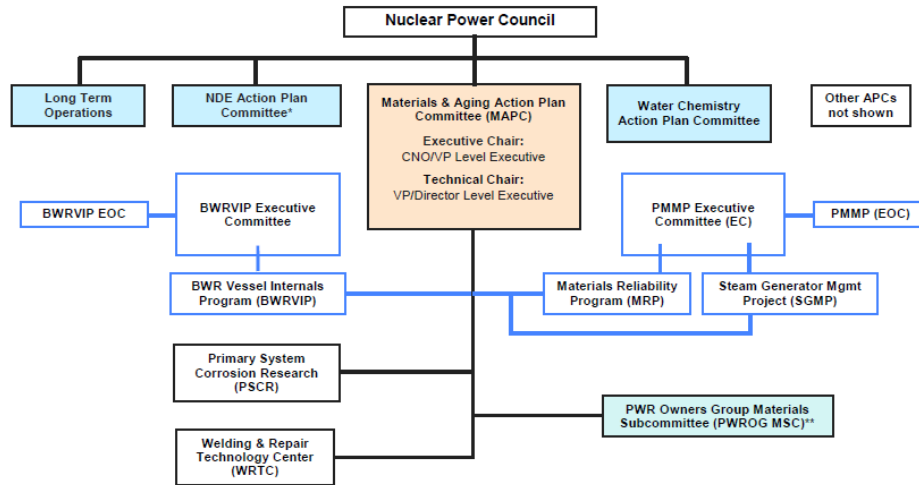 Nuclear Power Council
Long Term
Operations
NDE Action Plan
Committee*
Materials & Aging Action Plan
Committee (MAPC)
Executive Chair:
CNO/VP Level Executive
Technical Chair:
VP/Director Level Executive
Water Chemistry
Action Plan Committee
Other APCs
not shown
BWRVIP EOC
BWRVIP Executive
Committee
PMMP Executive
Committee (EC)
PMMP (EOC)
BWR Vessel Internals
Program (BWRVIP)
Materials Reliability
Program (MRP)
Steam Generator Mgmt
Project (SGMP)
Primary System
Corrosion Research
(PSCR)
PWR Owners Group Materials
Subcommittee (PWROG MSC)**
Welding & Repair
Technology Center
(WRTC)